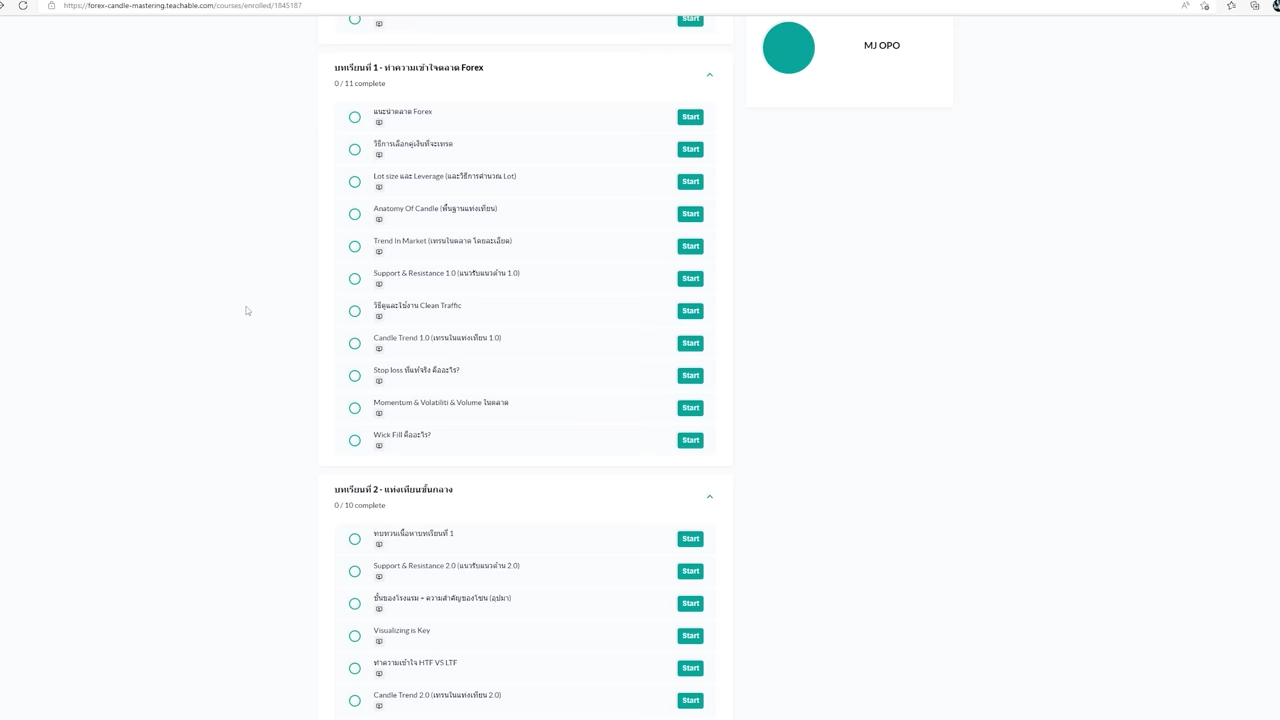 https://forex-candle-mastering.teachable.com/courses/enrolled/1845187
Start
MJ OPO
บทเรียนที่ 1 - ทำความเข้าใจตลาด Forex
0 / 11 complete
แนะนำตลาด Forex
Start
วิธีการเลือกคู่เงินที่จะเทรด
Start
Lot size และ Leverage (และวิธีการคำนวณ Lot)
Start
Anatomy Of Candle (พื้นฐานแท่งเทียน)
Start
Trend In Market (เทรนในตลาด โดยละเอียด)
Start
Support & Resistance 1.0 (แนวรับแนวต้าน 1.0)
Start
วิธีดูและใช้งาน Clean Traffic
Start
Candle Trend 1.0 (เทรนในแท่งเทียน 1.0)
Start
Stop loss ที่แท้จริง คืออะไร?
Start
Momentum & Volatiliti & Volume ในตลาด
Start
Wick Fill คืออะไร?
Start
บทเรียนที่ 2 - แท่งเทียนชั้นกลาง
0 / 10 complete
ทบทวนเนื้อหาบทเรียนที่ 1
Start
Support & Resistance 2.0 (แนวรับแนวต้าน 2.0)
Start
ชั้นของโรงแรม + ความสำคัญของโซน (อุปมา)
Start
Visualizing is Key
Start
ทำความเข้าใจ HTF VS LTF
Start
Candle Trend 2.0 (เทรนในแท่งเทียน 2.0)
Start